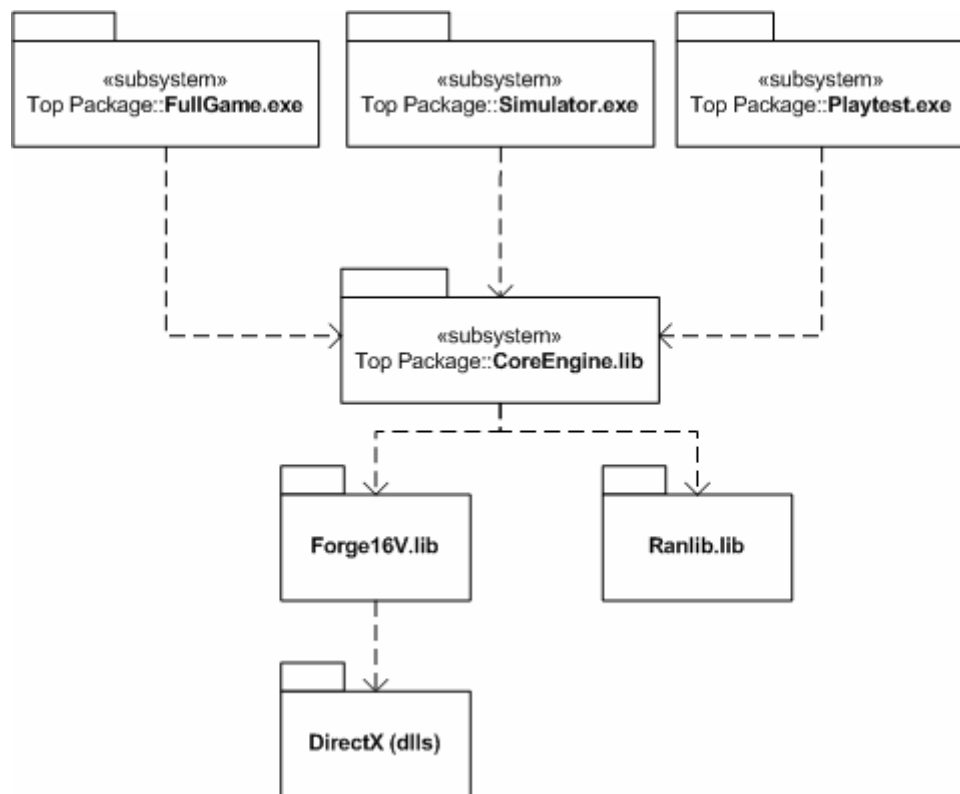 «subsystem»
Top Package::FullGame.exe
«subsystem»
Top Package::Simulator.exe
«subsystem»
Top Package::Playtest.exe
«subsystem»
Top Package::CoreEngine.lib
Forge16V.lib
Ranlib.lib
DirectX (dlls)